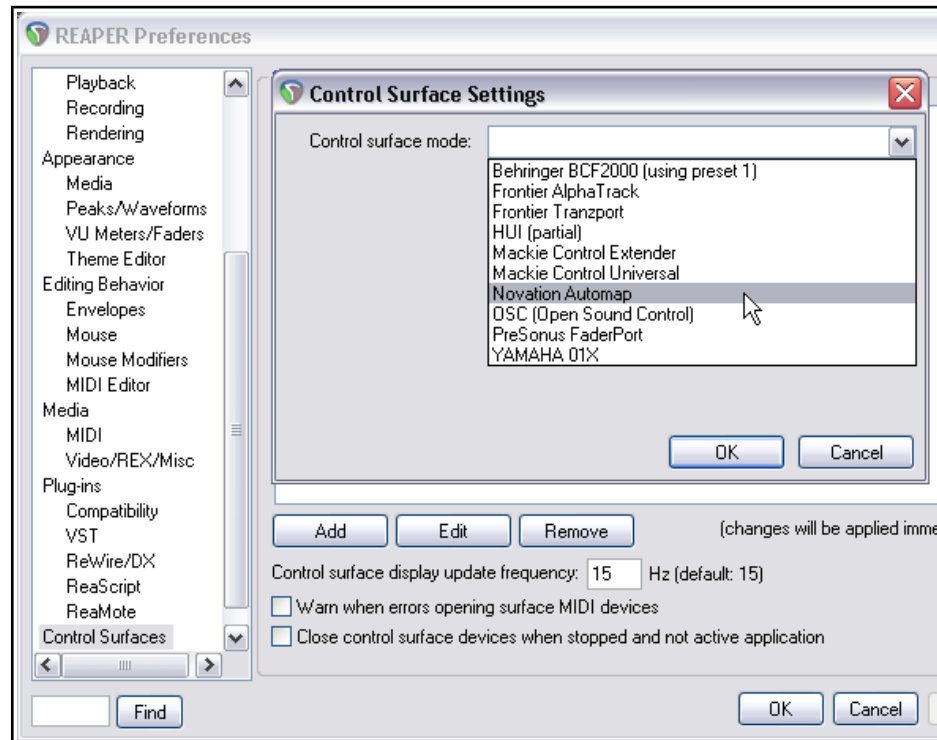 REAPER Preferences
Playback
Recording
Rendering
Appearance
Media
Peaks/Waveforms
VU Meters/Faders
Theme Editor
Editing Behavior
Envelopes
Mouse
Mouse Modifiers
MIDI Editor
Media
MIDI
Video/REX/Misc
Plug-ins
Compatibility
VST
ReWire/DX
ReaScript
ReaMote
Control Surfaces
Find
Control Surface Settings
Control surface mode:
Behringer BCF2000 (using preset 1)
Frontier AlphaTrack
Frontier Tranzport
HUI (partial)
Mackie Control Extender
Mackie Control Universal
Novation Automap
OSC (Open Sound Control)
PreSonus FaderPort
YAMAHA 01X
OK Cancel
Add Edit Remove (changes will be applied imme
Control surface display update frequency: 15 Hz (default: 15)
Warn when errors opening surface MIDI devices
Close control surface devices when stopped and not active application
OK Cancel